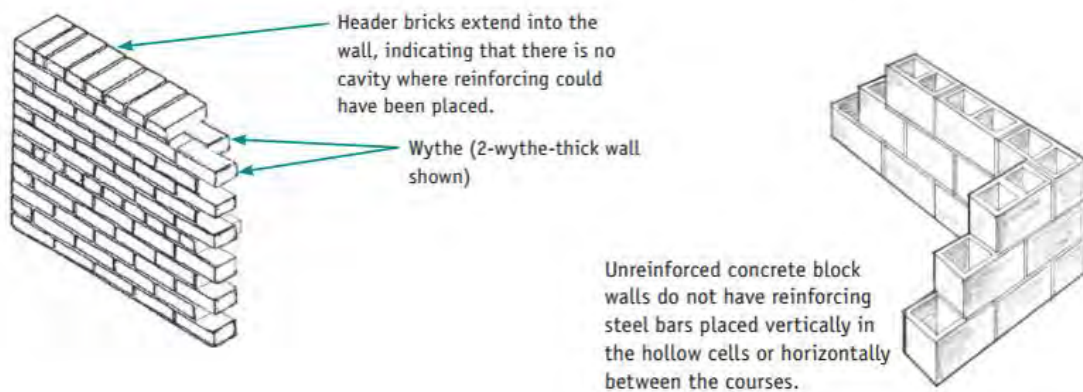 Header bricks extend into the
wall, indicating that there is no
cavity where reinforcing could
have been placed.
Wythe (2-wythe-thick wall
shown)
Unreinforced concrete block
walls do not have reinforcing
steel bars placed vertically in
the hollow cells or horizontally
between the courses.